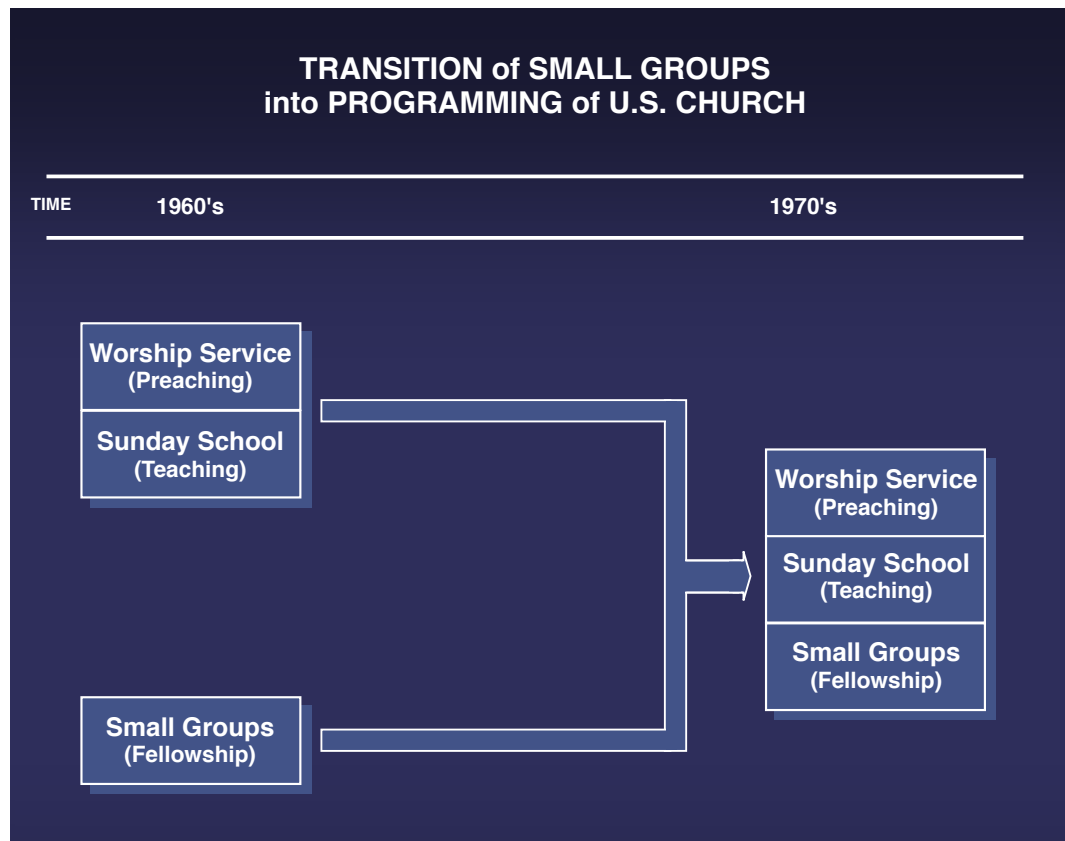 TRANSITION of SMALL GROUPS
into PROGRAMMING of U.S. CHURCH
TIME 1960's 1970's
Worship Service
(Preaching)
Sunday School
(Teaching)
Small Groups
(Fellowship)
Worship Service
(Preaching)
Sunday School
(Teaching)
Small Groups
(Fellowship)